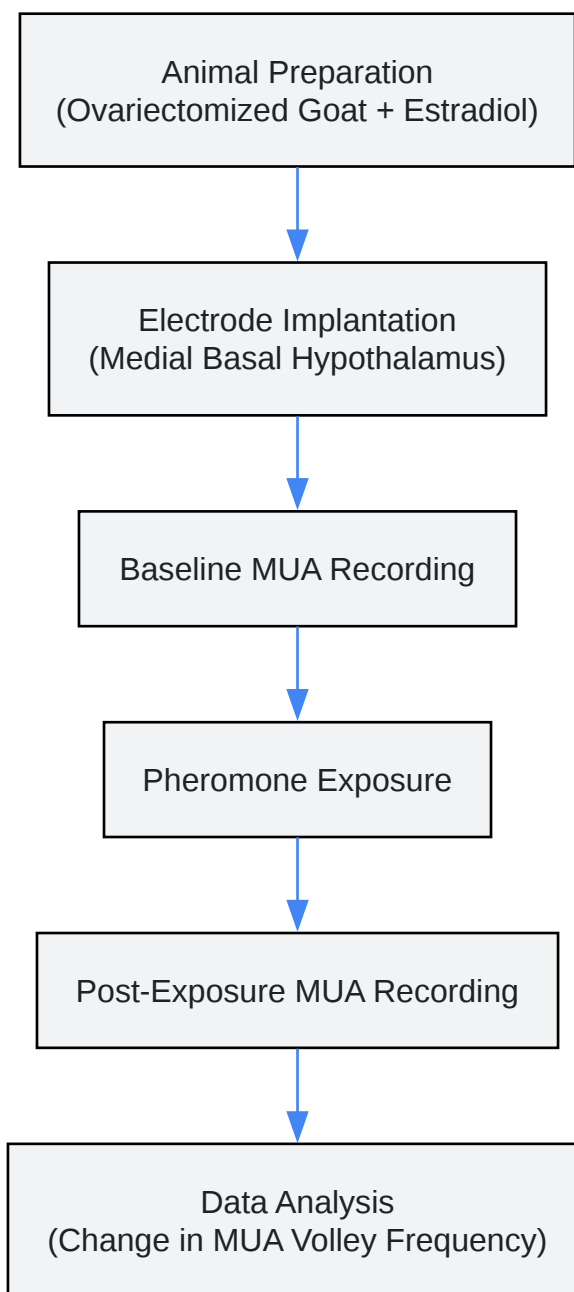 Animal Preparation
(Ovariectomized Goat + Estradiol)
Electrode Implantation
(Medial Basal Hypothalamus)
Baseline MUA Recording
Pheromone Exposure
Post-Exposure MUA Recording
Data Analysis
(Change in MUA Volley Frequency)